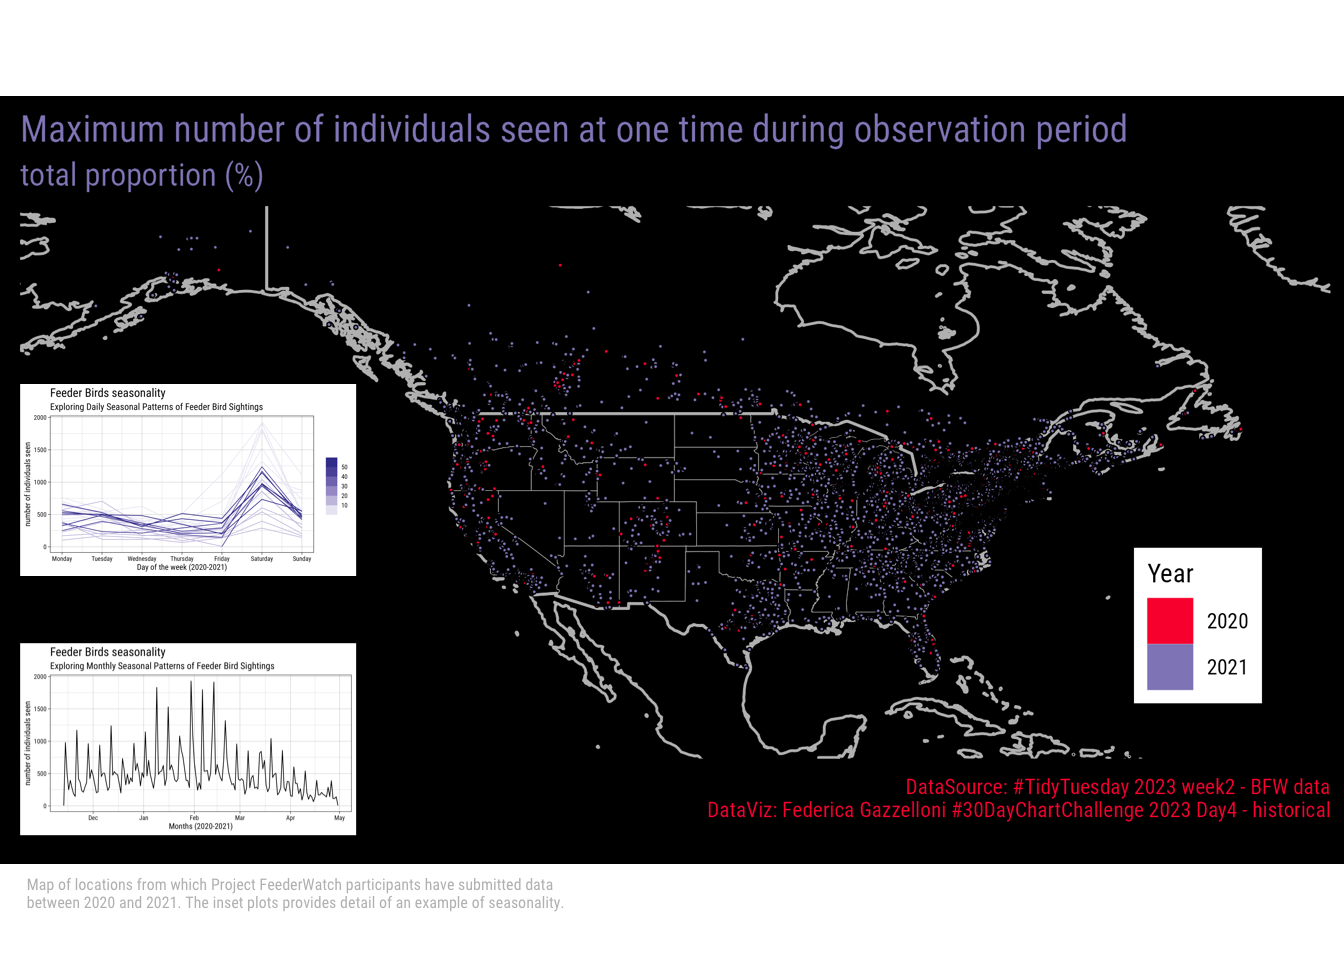 Maximum number of individuals seen at one time during observation period
total proportion (%)
Feeder Birds seasonality
Exploring Daily Seasonal Patterns of Feeder Bird Sightings
number of individuals seen
2000
1500
1000
500
0
Monday Tuesday Wednesday Thursday Friday Saturday Sunday
Day of the week (2020-2021)
50
40
30
20
10
Feeder Birds seasonality
Exploring Monthly Seasonal Patterns of Feeder Bird Sightings
number of individuals seen
2000
1500
1000
500
0
Dec Jan Feb Mar Apr May
Months (2020-2021)
Year
2020
2021
DataSource: #TidyTuesday 2023 week2 - BFW data
DataViz: Federica Gazzelloni #30DayChartChallenge 2023 Day4 - historical
Map of locations from which Project FeederWatch participants have submitted data
between 2020 and 2021. The inset plots provides detail of an example of seasonality.